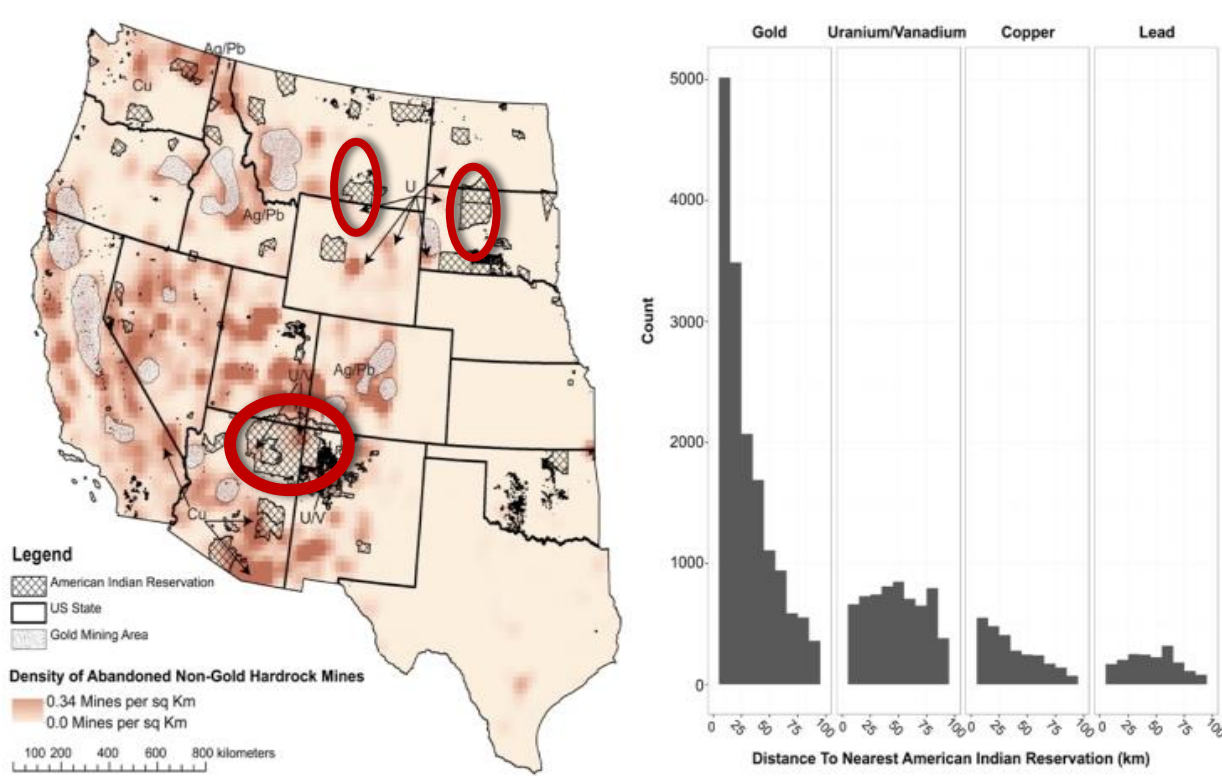 Ag/Pb
Cu
U
Ag/Pb
Ag/Pb
U/V
Cu
U/V
Legend
American Indian Reservation
US State
Gold Mining Area
Density of Abandoned Non-Gold Hardrock Mines
0.34 Mines per sq Km
0.0 Mines per sq Km
100 200 400 600 800 kilometers
Gold Uranium/Vanadium Copper Lead
Count
5000
4000
3000
2000
1000
0
0 25 50 75 100 0 25 50 75 100 0 25 50 75 100 0 25 50 75 100
Distance To Nearest American Indian Reservation (km)